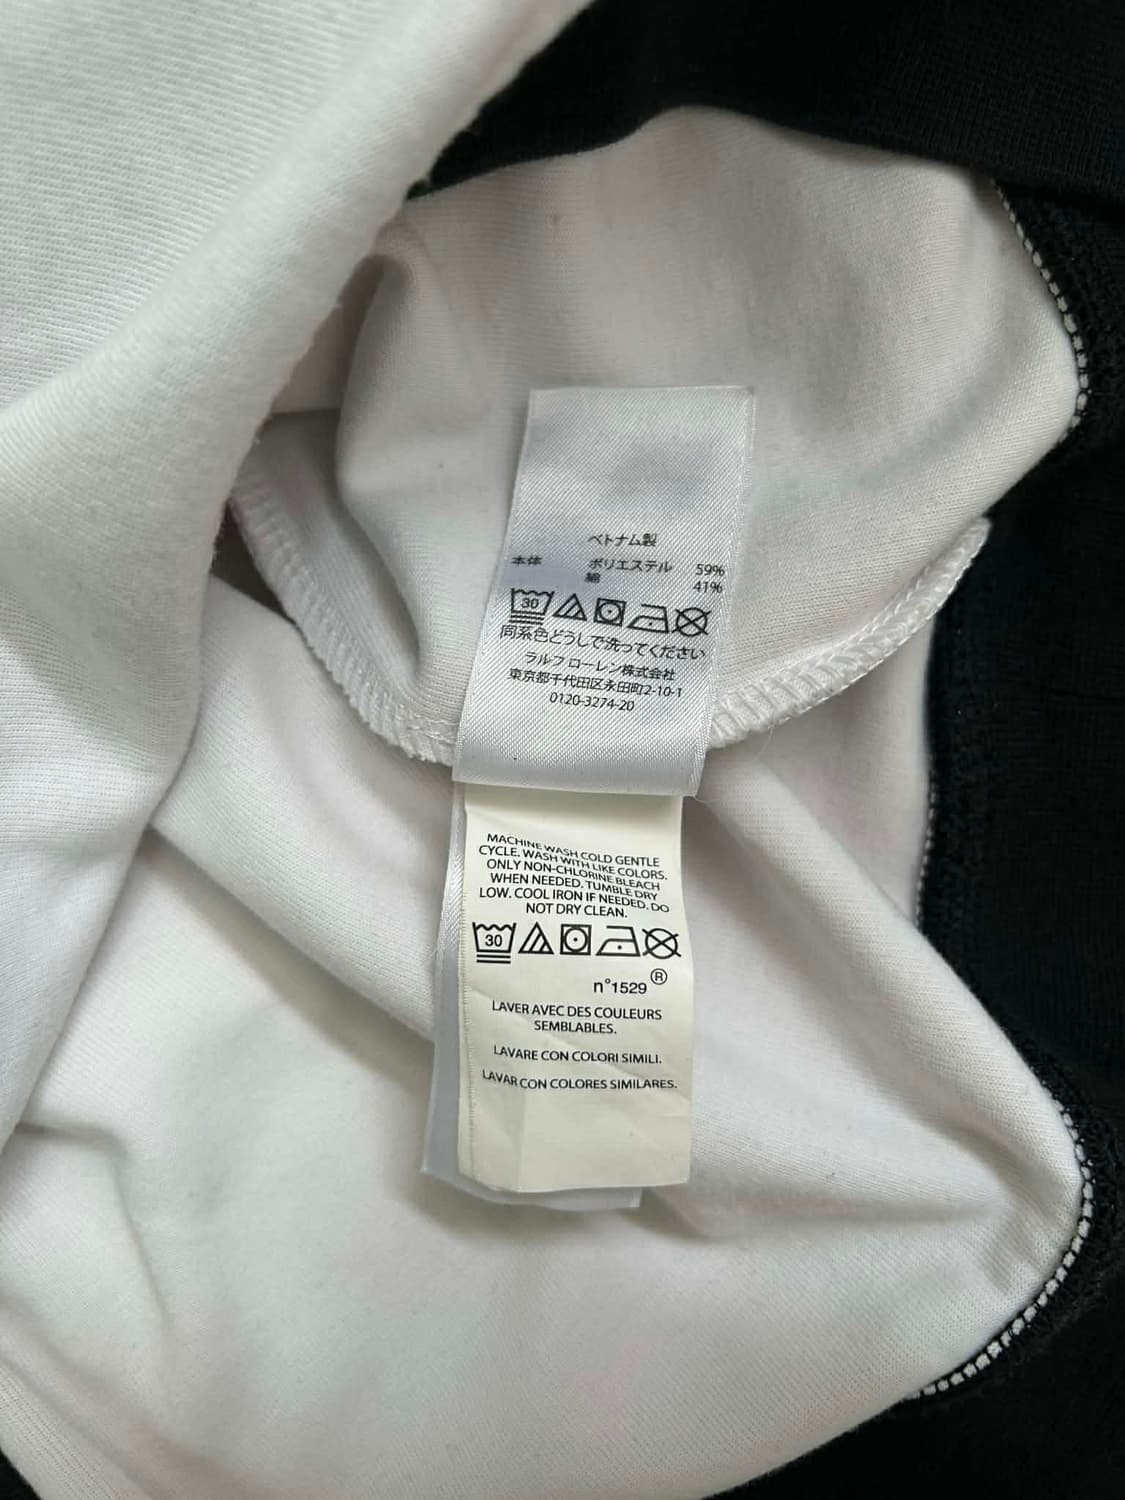 ベトナム製
本体 ポリエステル 59%
綿 41%
30
同系色どうしで洗ってください
ラルフ ローレン株式会社
東京都千代田区永田町2-10-1
0120-3274-20
MACHINE WASH COLD GENTLE
CYCLE. WASH WITH LIKE COLORS.
ONLY NON-CHLORINE BLEACH
WHEN NEEDED. TUMBLE DRY
LOW. COOL IRON IF NEEDED. DO
NOT DRY CLEAN.
30
n°1529 ®
LAVER AVEC DES COULEURS
SEMBLABLES.
LAVARE CON COLORI SIMILI.
LAVAR CON COLORES SIMILARES.